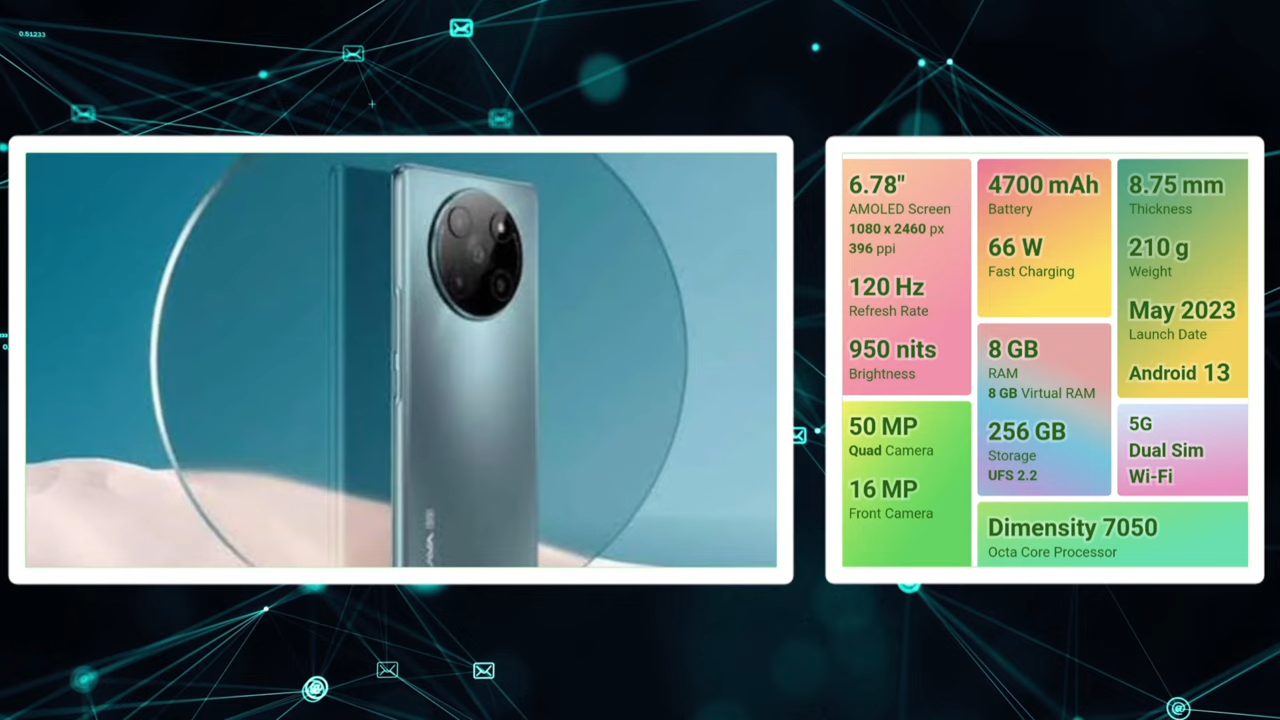 0.51233
6.78"
AMOLED Screen
1080 x 2460 px
396 ppi
120 Hz
Refresh Rate
950 nits
Brightness
50 MP
Quad Camera
16 MP
Front Camera
4700 mAh
Battery
66 W
Fast Charging
8 GB
RAM
8 GB Virtual RAM
256 GB
Storage
UFS 2.2
8.75 mm
Thickness
210 g
Weight
May 2023
Launch Date
Android 13
5G
Dual Sim
Wi-Fi
Dimensity 7050
Octa Core Processor